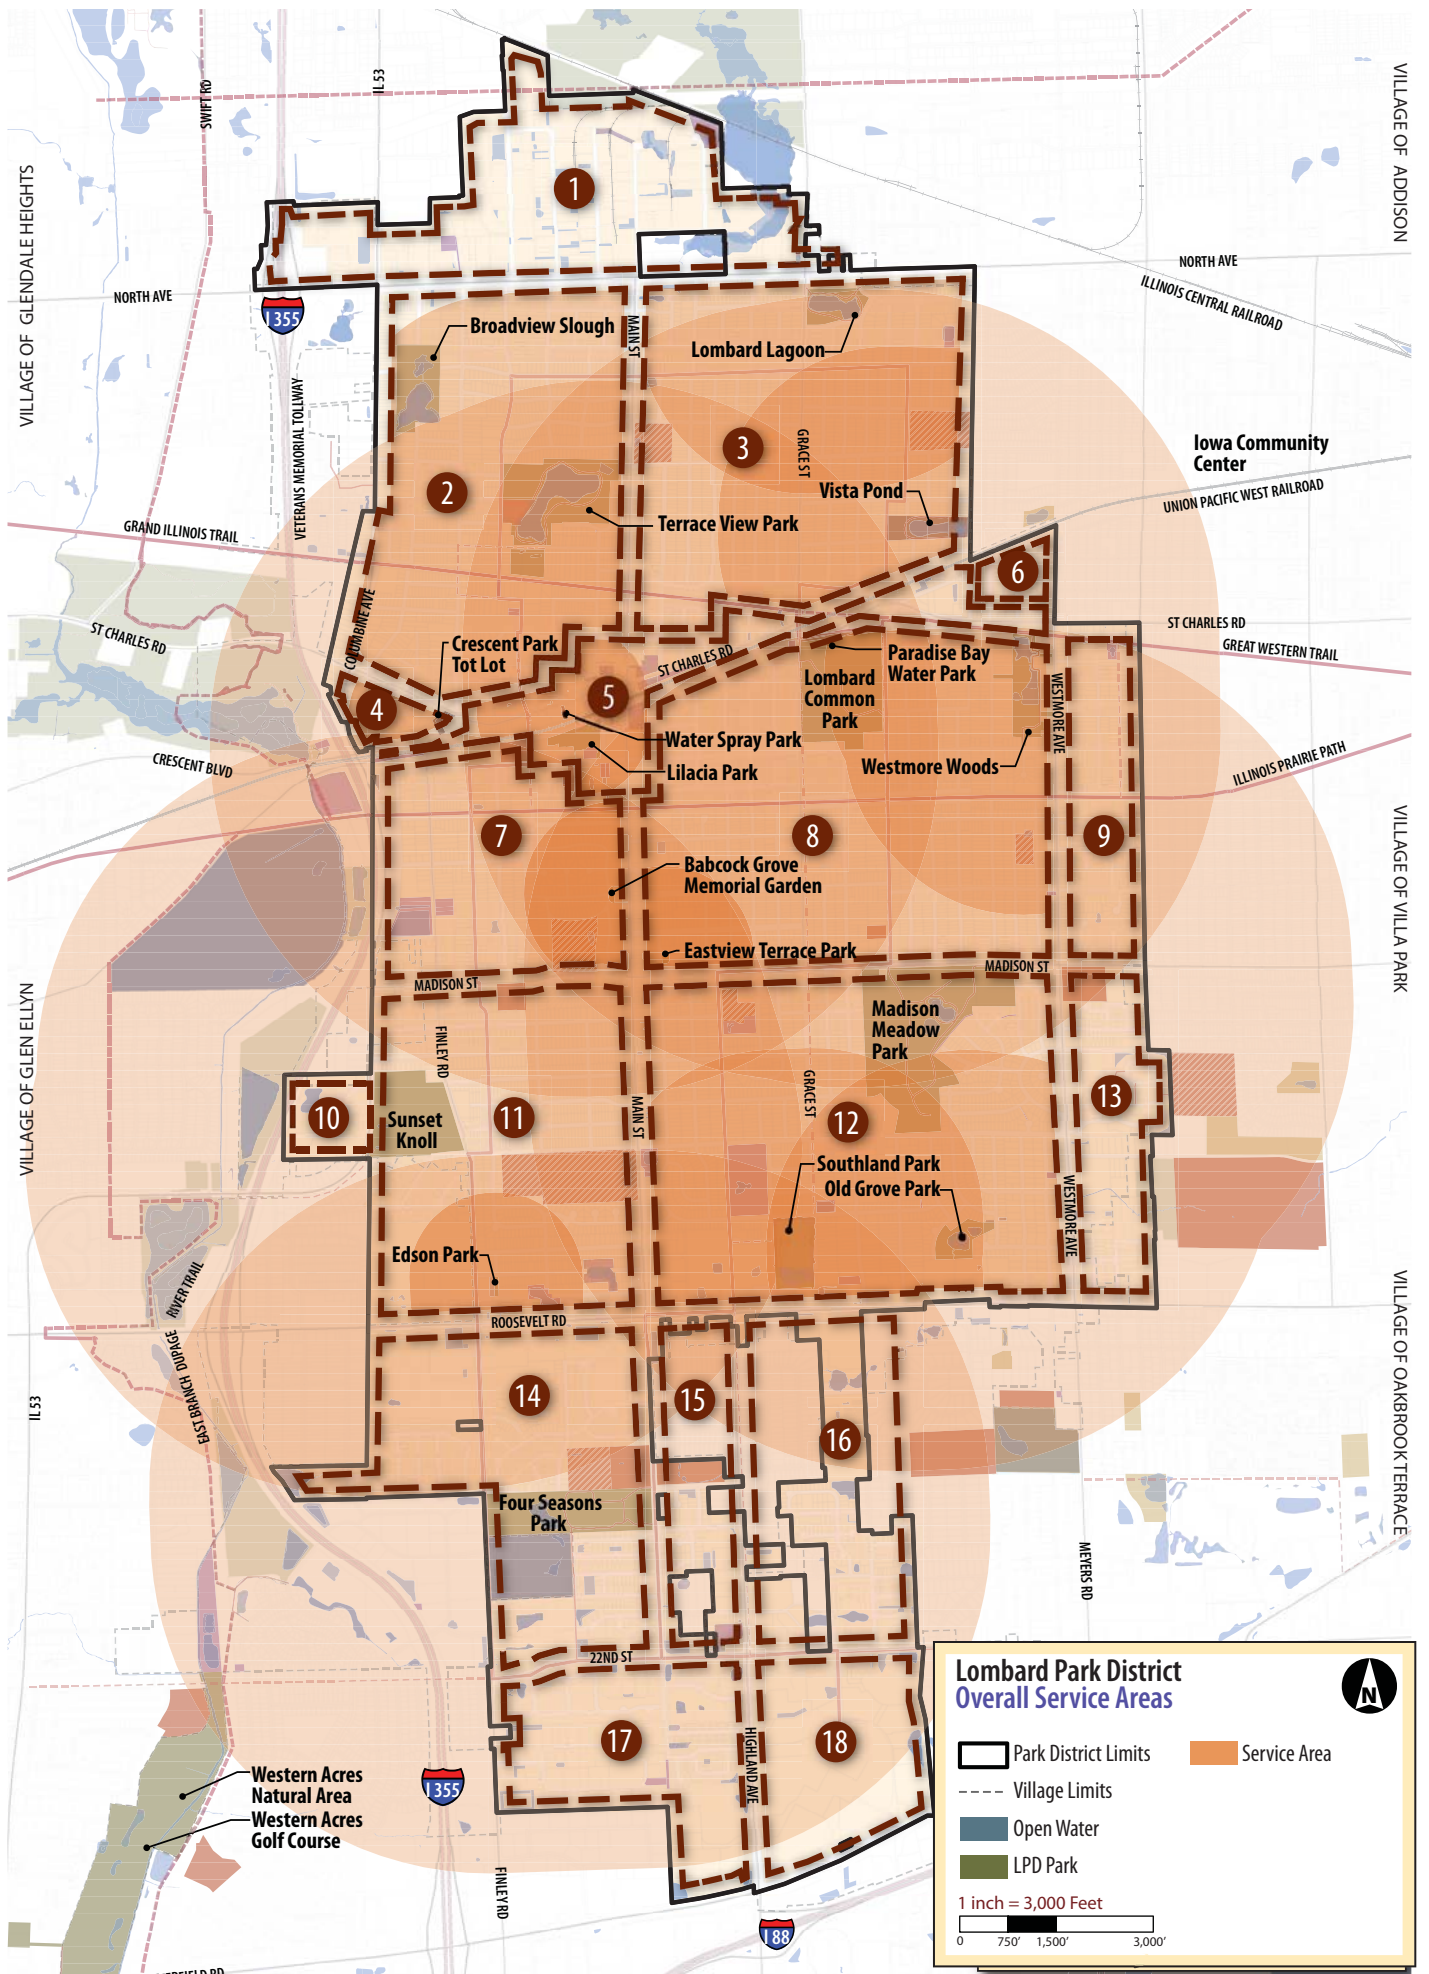 SWIFT RD
IL 53
VILLAGE OF GLENDALE HEIGHTS
VILLAGE OF ADDISON
1
NORTH AVE
NORTH AVE
ILLINOIS CENTRAL RAILROAD
I 355
Broadview Slough
MAIN ST
Lombard Lagoon
VETERANS MEMORIAL TOLLWAY
2
3
GRACE ST
Iowa Community
Center
UNION PACIFIC WEST RAILROAD
Vista Pond
Terrace View Park
GRAND ILLINOIS TRAIL
6
COLUMBINE AVE
ST CHARLES RD
ST CHARLES RD
GREAT WESTERN TRAIL
Crescent Park
Tot Lot
ST CHARLES RD
Paradise Bay
Water Park
Lombard
Common
Park
4
5
WESTMORE AVE
Water Spray Park
Lilacia Park
Westmore Woods
CRESCENT BLVD
ILLINOIS PRAIRIE PATH
7
8
9
VILLAGE OF VILLA PARK
Babcock Grove
Memorial Garden
Eastview Terrace Park
MADISON ST
MADISON ST
VILLAGE OF GLEN ELLYN
FINLEY RD
Madison
Meadow
Park
10
Sunset
Knoll
11
MAIN ST
GRACE ST
12
13
Southland Park
Old Grove Park
WESTMORE AVE
Edson Park
RIVER TRAIL
EAST BRANCH DUPAGE
ROOSEVELT RD
VILLAGE OF OAKBROOK TERRACE
IL 53
14
15
16
Four Seasons
Park
MEYERS RD
22ND ST
17
HIGHLAND AVE
18
Western Acres
Natural Area
Western Acres
Golf Course
I 355
FINLEY RD
I 88
Lombard Park District
Overall Service Areas
N
Park District Limits
Service Area
Village Limits
Open Water
LPD Park
1 inch = 3,000 Feet
0 750' 1,500' 3,000'